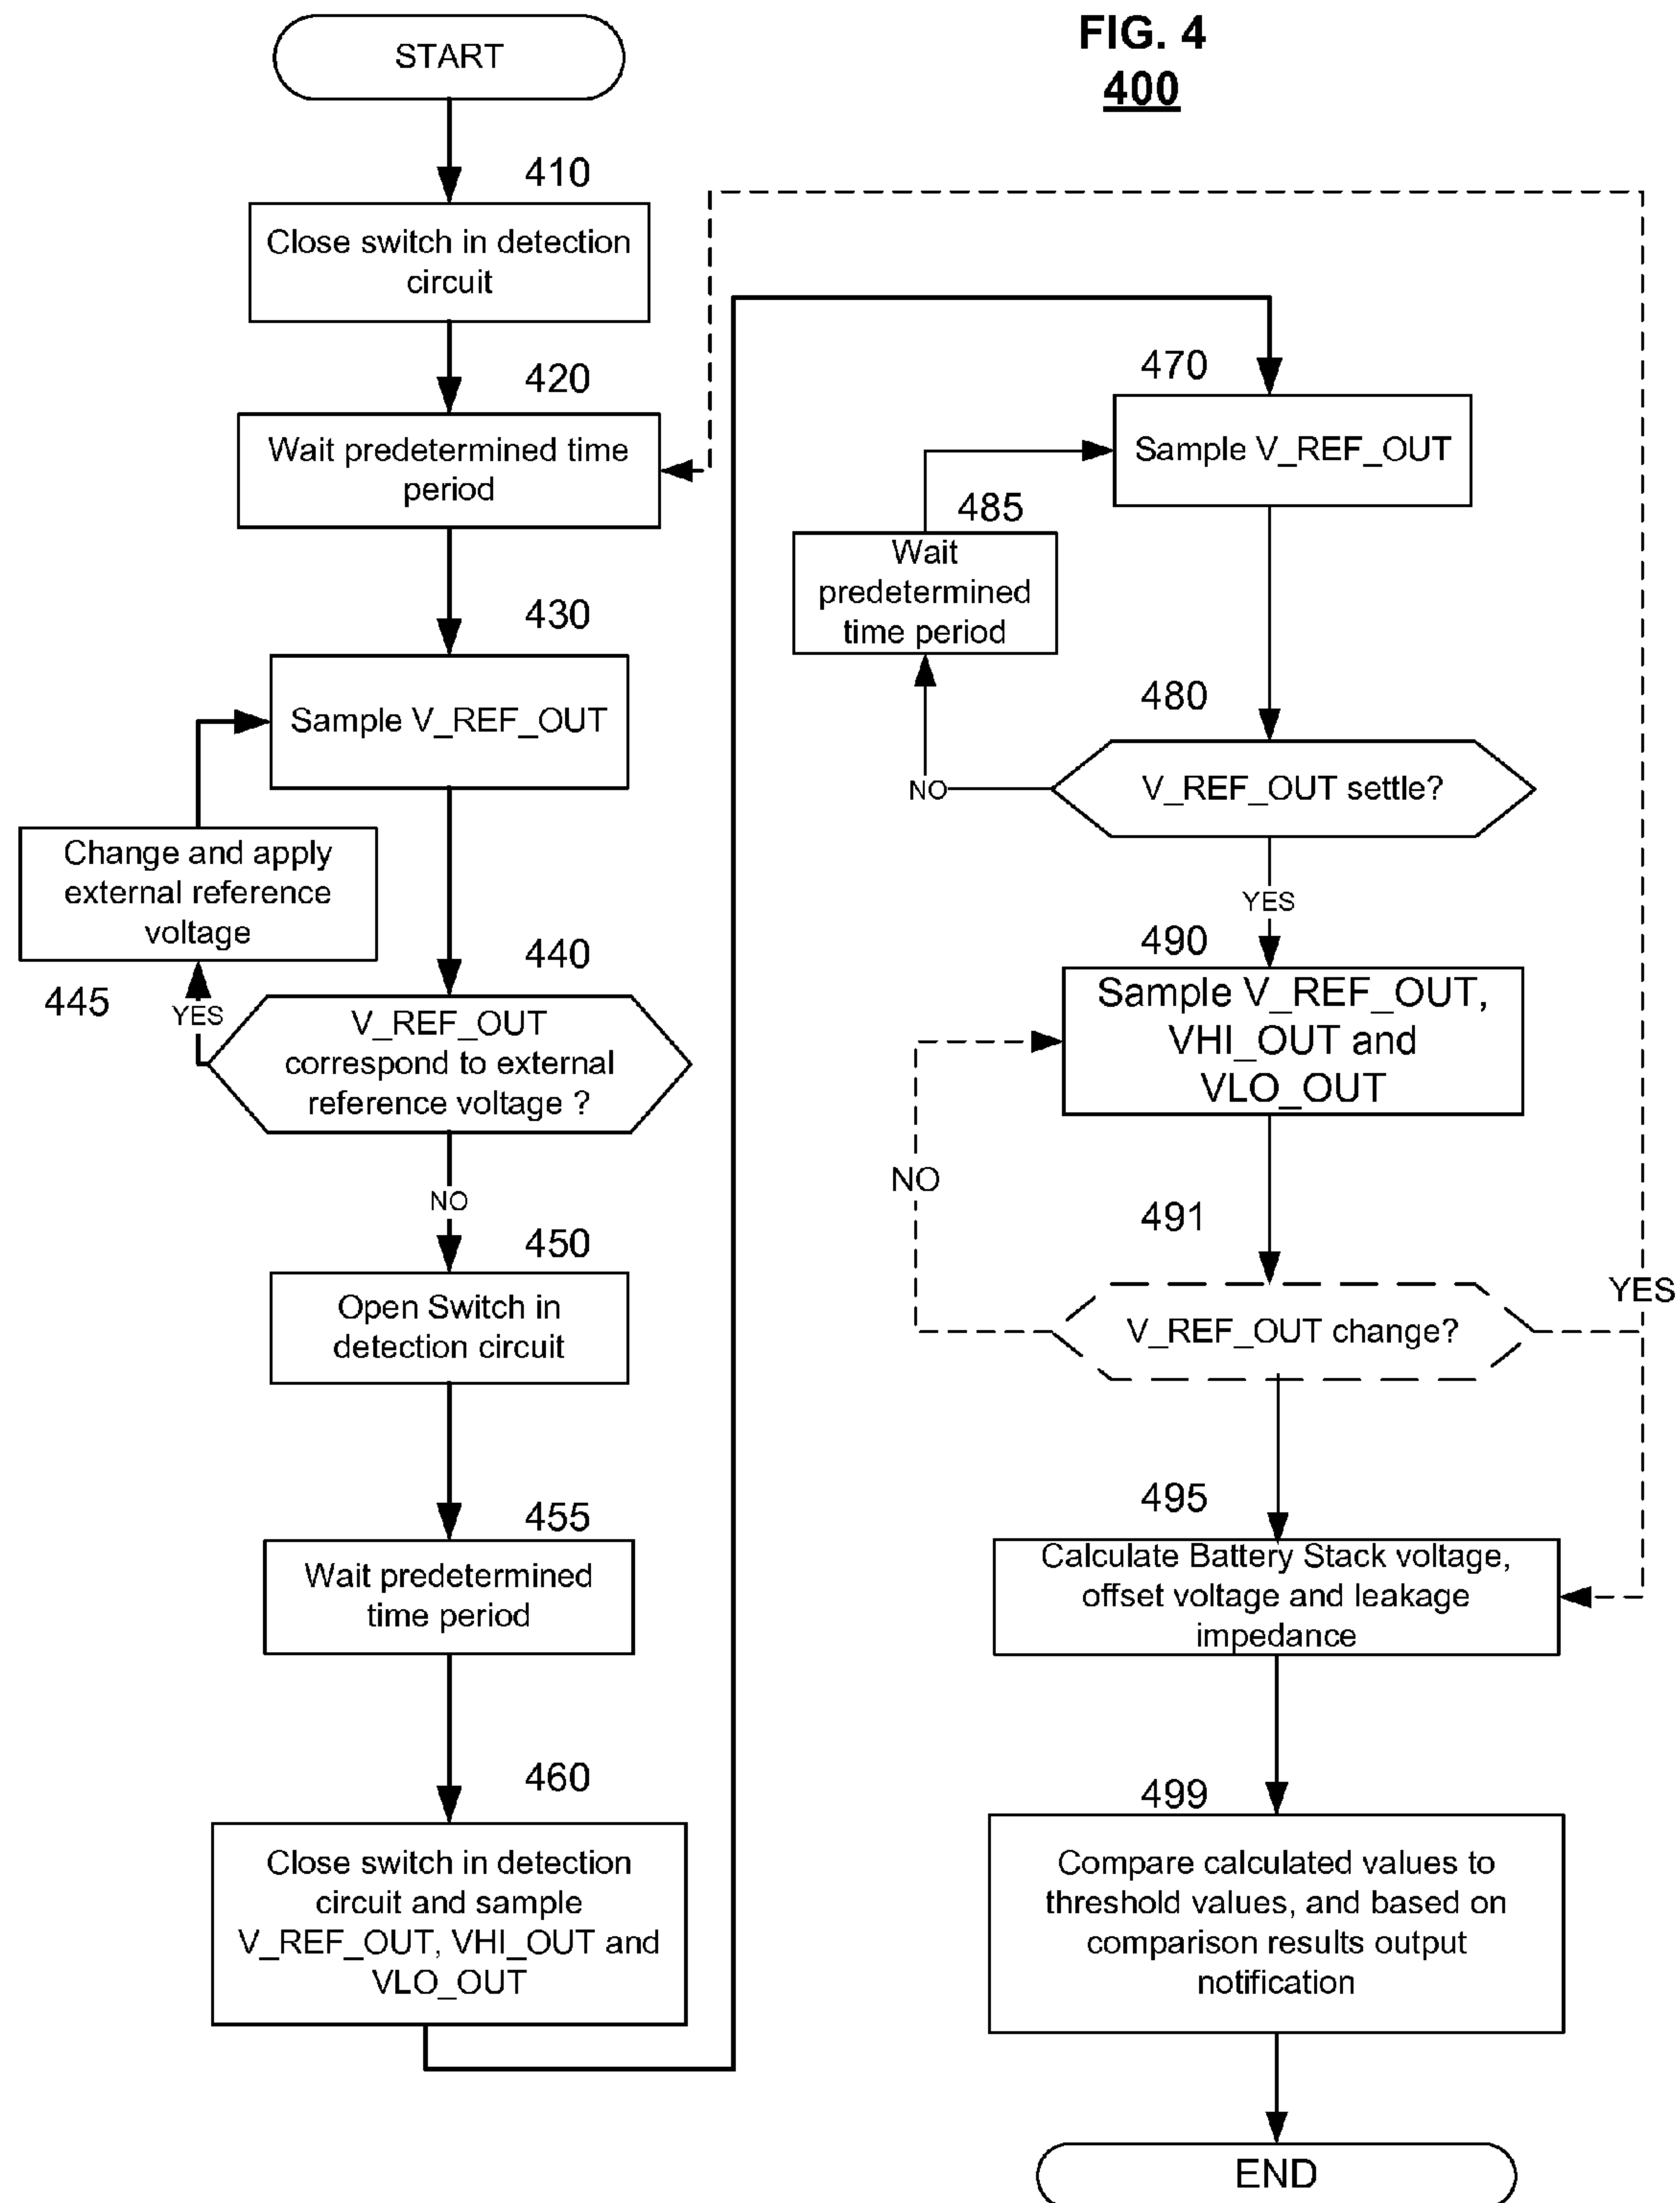 FIG. 4
400
START
410
Close switch in detection
circuit
420
Wait predetermined time
period
430
Sample V_REF_OUT
Change and apply
external reference
voltage
445
YES
440
V_REF_OUT
correspond to external
reference voltage ?
NO
450
Open Switch in
detection circuit
455
Wait predetermined
time period
460
Close switch in detection
circuit and sample
V_REF_OUT, VHI_OUT and
VLO_OUT
470
Sample V_REF_OUT
485
Wait
predetermined
time period
480
V_REF_OUT settle?
NO
YES
490
Sample V_REF_OUT,
VHI_OUT and
VLO_OUT
NO
491
V_REF_OUT change?
YES
495
Calculate Battery Stack voltage,
offset voltage and leakage
impedance
499
Compare calculated values to
threshold values, and based on
comparison results output
notification
END